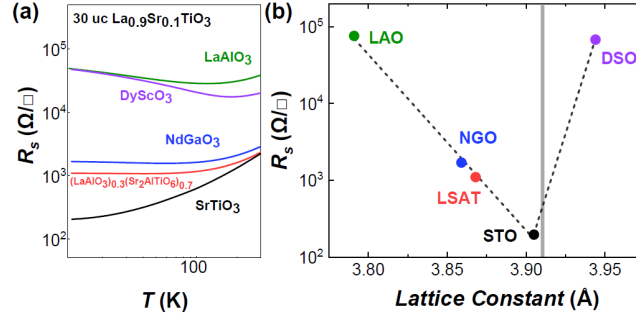 (a)
30 uc La0.9Sr0.1TiO3
10^5
10^4
10^3
10^2
Rs (Ω/□)
LaAlO3
DyScO3
NdGaO3
(LaAlO3)0.3(Sr2AlTiO6)0.7
SrTiO3
100
T (K)
(b)
10^5
10^4
10^3
10^2
Rs (Ω/□)
LAO
DSO
NGO
LSAT
STO
3.80 3.85 3.90 3.95
Lattice Constant (Å)